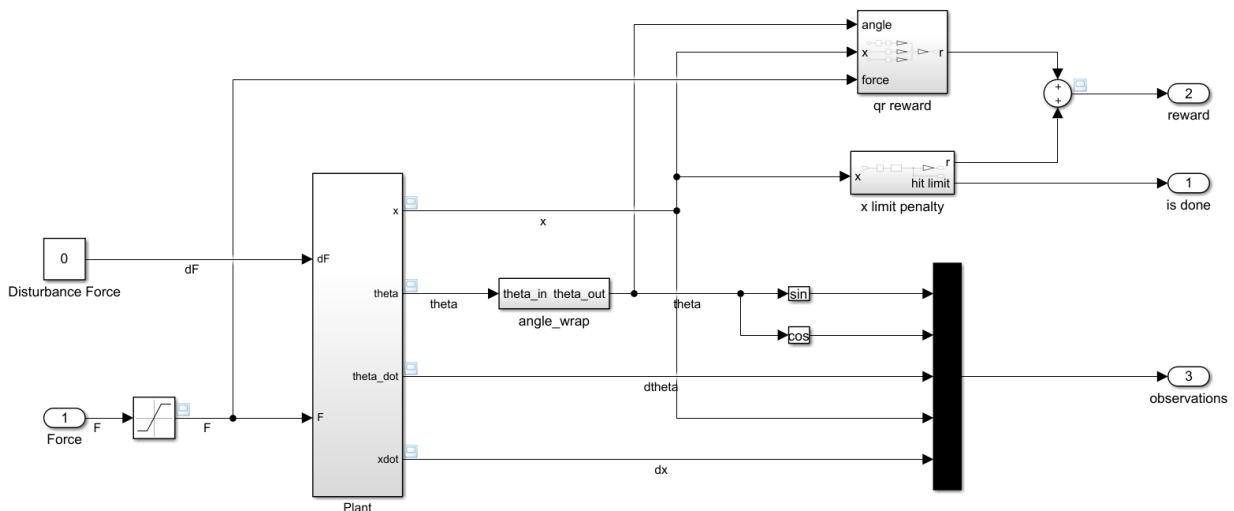 angle
x
force
r
qr reward
+
+
2
reward
x
r
hit limit
x limit penalty
1
is done
0
Disturbance Force
dF
dF
x
x
theta
theta
theta_in theta_out
angle_wrap
theta
sin
cos
theta_dot
dtheta
3
observations
1
Force
F
F
F
xdot
dx
Plant